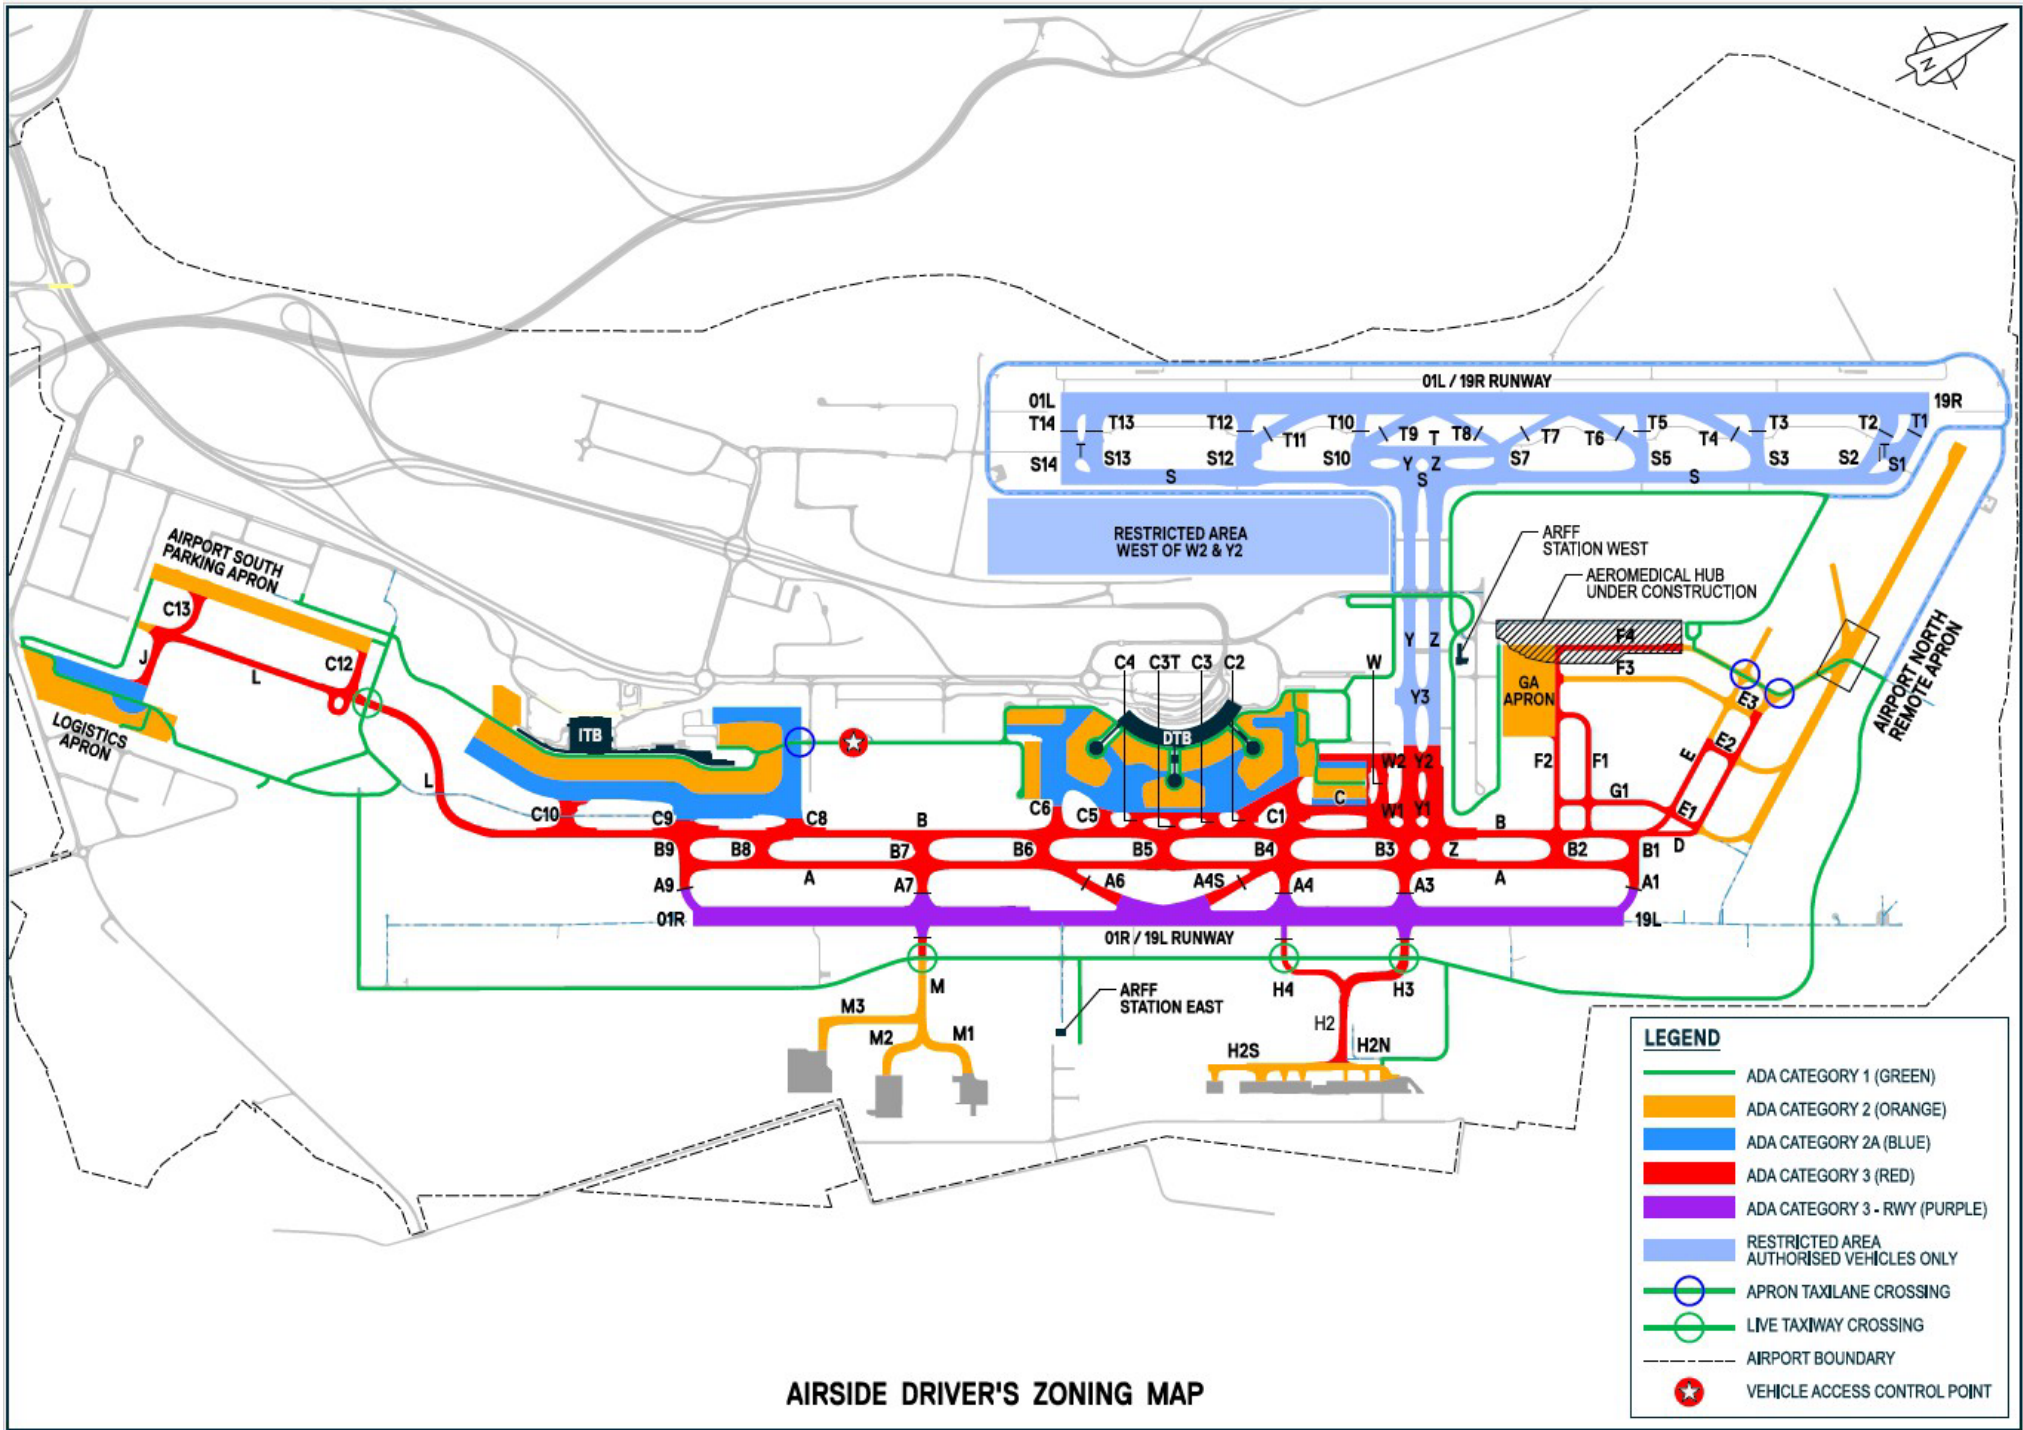 N
01L / 19R RUNWAY
01L
19R
T14
T13
T12
T11
T10
T9
T
T8
T7
T6
T5
T4
T3
T2
T1
T
T
S14
S13
S12
S10
Y
Z
S7
S5
S3
S2
S1
S
S
S
RESTRICTED AREA
WEST OF W2 & Y2
ARFF
STATION WEST
AEROMEDICAL HUB
UNDER CONSTRUCTION
AIRPORT SOUTH
PARKING APRON
C13
J
L
C12
LOGISTICS
APRON
L
ITB
C4
C3T
C3
C2
DTB
W
Y
Z
Y3
F4
F3
GA
APRON
E3
E2
E
E1
AIRPORT NORTH
REMOTE APRON
W2
Y2
F2
F1
G1
C10
C9
C8
B
C6
C5
C1
C
W1
Y1
B
D
B9
B8
B7
B6
B5
B4
B3
Z
B2
B1
A9
A
A7
A6
A4S
A4
A3
A
A1
01R
19L
01R / 19L RUNWAY
M
M3
M2
M1
ARFF
STATION EAST
H4
H3
H2
H2S
H2N
LEGEND
ADA CATEGORY 1 (GREEN)
ADA CATEGORY 2 (ORANGE)
ADA CATEGORY 2A (BLUE)
ADA CATEGORY 3 (RED)
ADA CATEGORY 3 - RWY (PURPLE)
RESTRICTED AREA
AUTHORISED VEHICLES ONLY
APRON TAXILANE CROSSING
LIVE TAXIWAY CROSSING
AIRPORT BOUNDARY
VEHICLE ACCESS CONTROL POINT
AIRSIDE DRIVER'S ZONING MAP